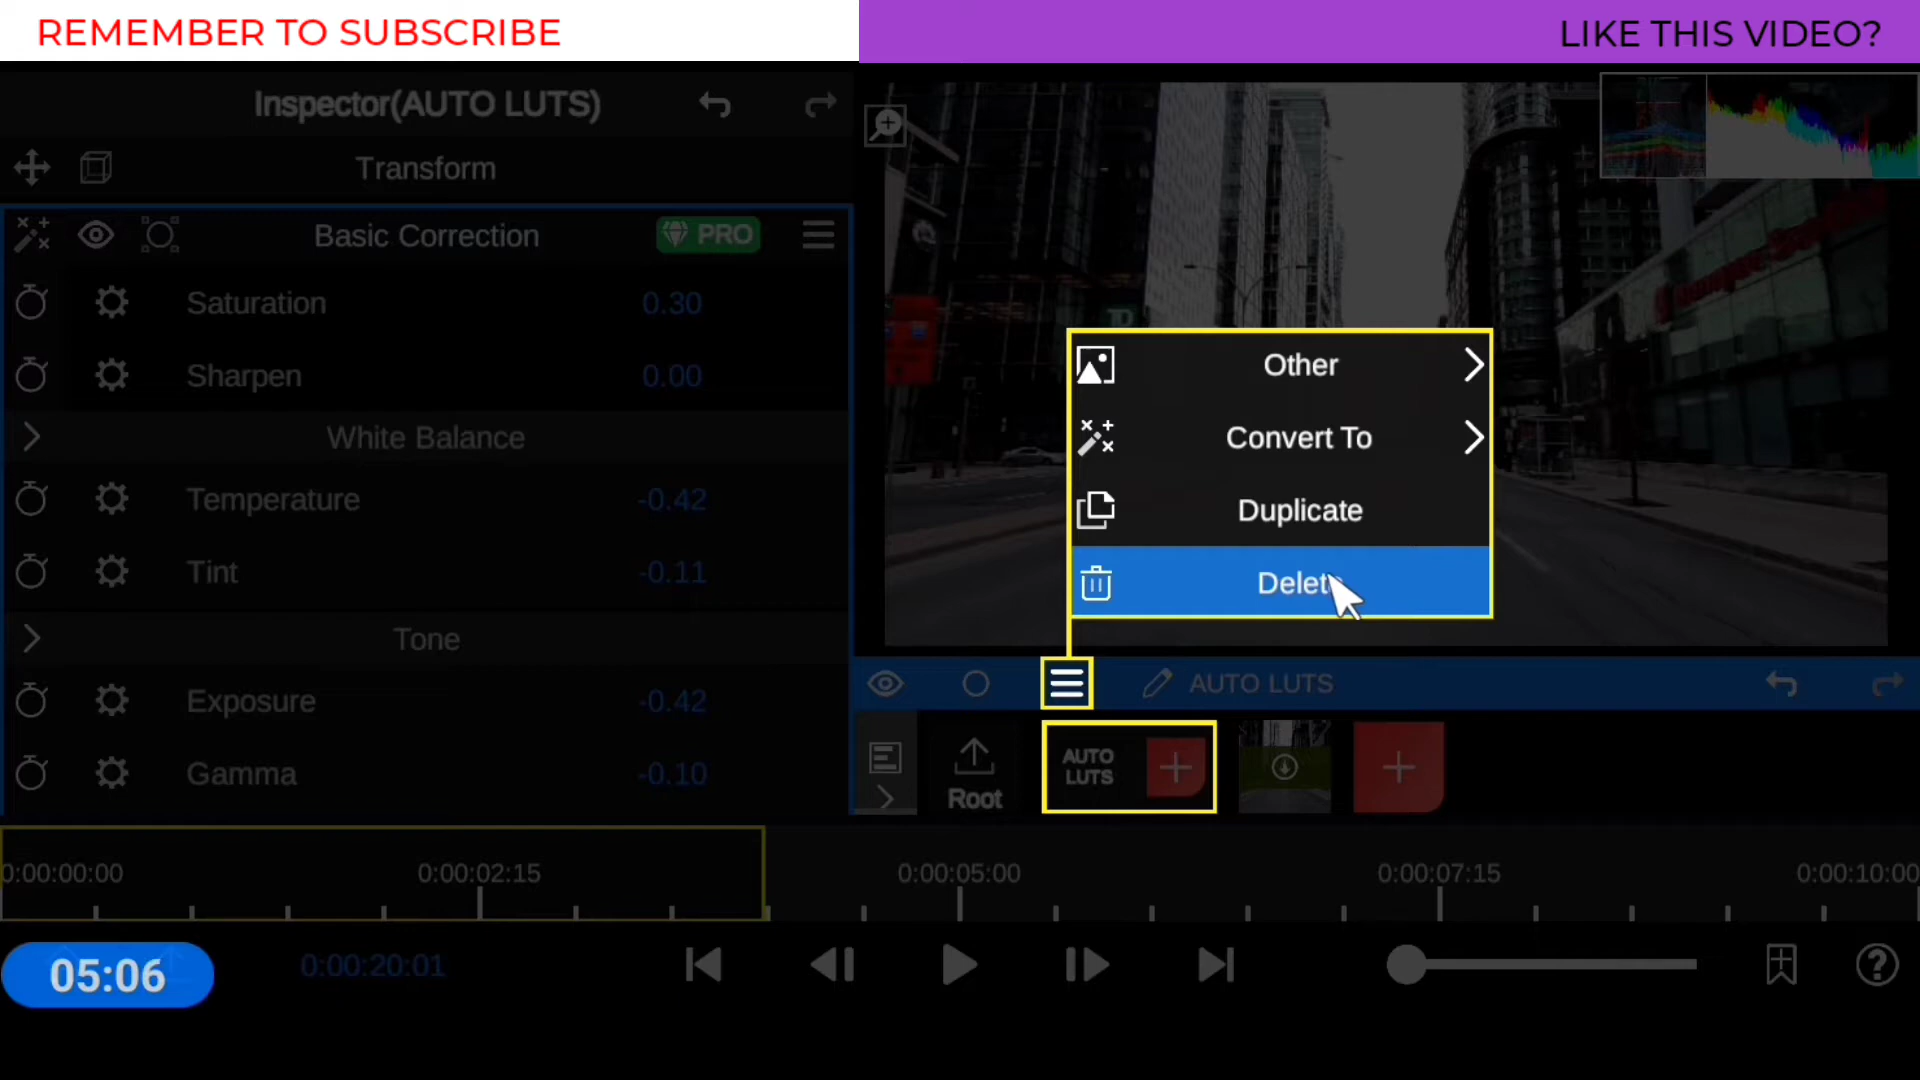 REMEMBER TO SUBSCRIBE
LIKE THIS VIDEO?
Inspector(AUTO LUTS)
Transform
Basic Correction
PRO
Saturation 0.30
Sharpen 0.00
White Balance
Temperature -0.42
Tint -0.11
Tone
Exposure -0.42
Gamma -0.10
Other
Convert To
Duplicate
Delete
AUTO LUTS
Root
AUTO
LUTS
0:00:00:00 0:00:02:15 0:00:05:00 0:00:07:15 0:00:10:00
05:06
0:00:20:01